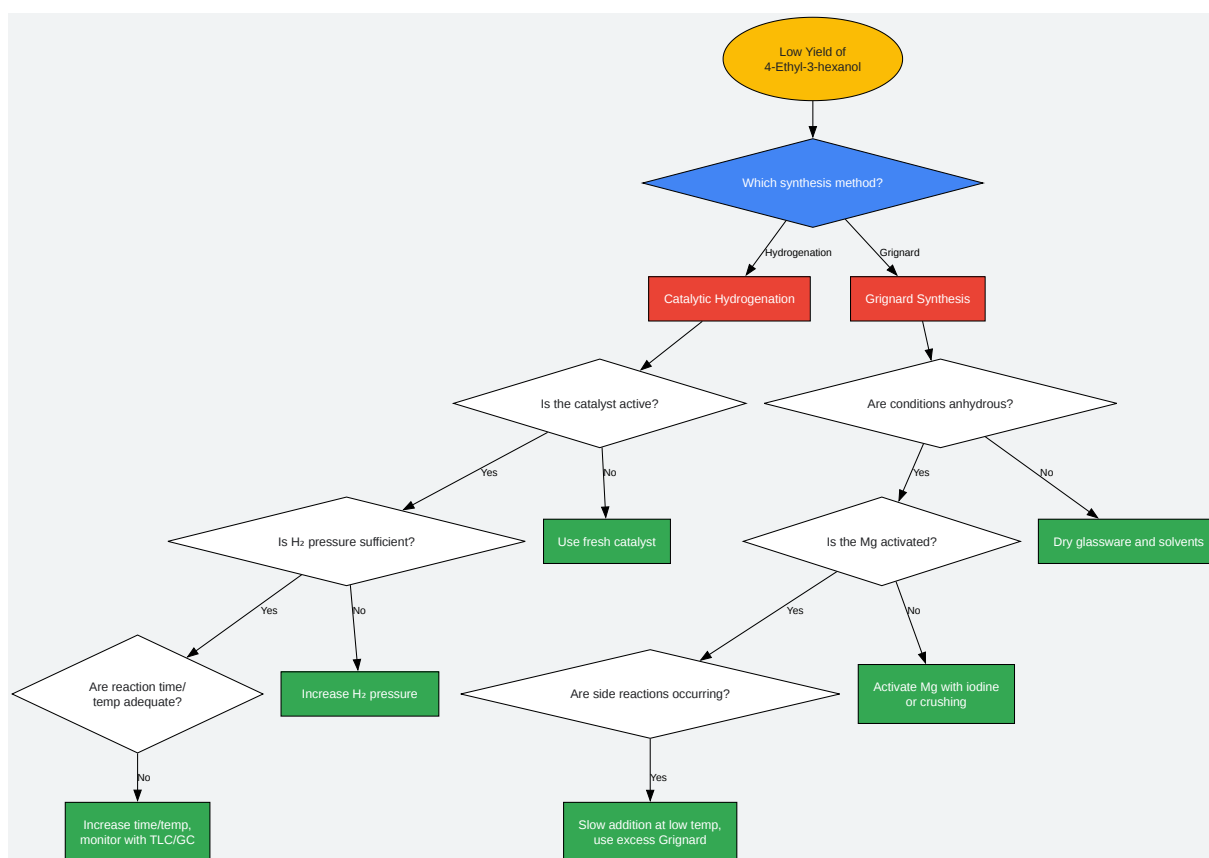 Low Yield of
4-Ethyl-3-hexanol
Which synthesis method?
Hydrogenation
Grignard
Catalytic Hydrogenation
Grignard Synthesis
Is the catalyst active?
Are conditions anhydrous?
Yes
No
Yes
No
Is H₂ pressure sufficient?
Use fresh catalyst
Is the Mg activated?
Dry glassware and solvents
Yes
No
Yes
No
Are reaction time/
temp adequate?
Increase H₂ pressure
Are side reactions occurring?
Activate Mg with iodine
or crushing
No
Yes
Increase time/temp,
monitor with TLC/GC
Slow addition at low temp,
use excess Grignard